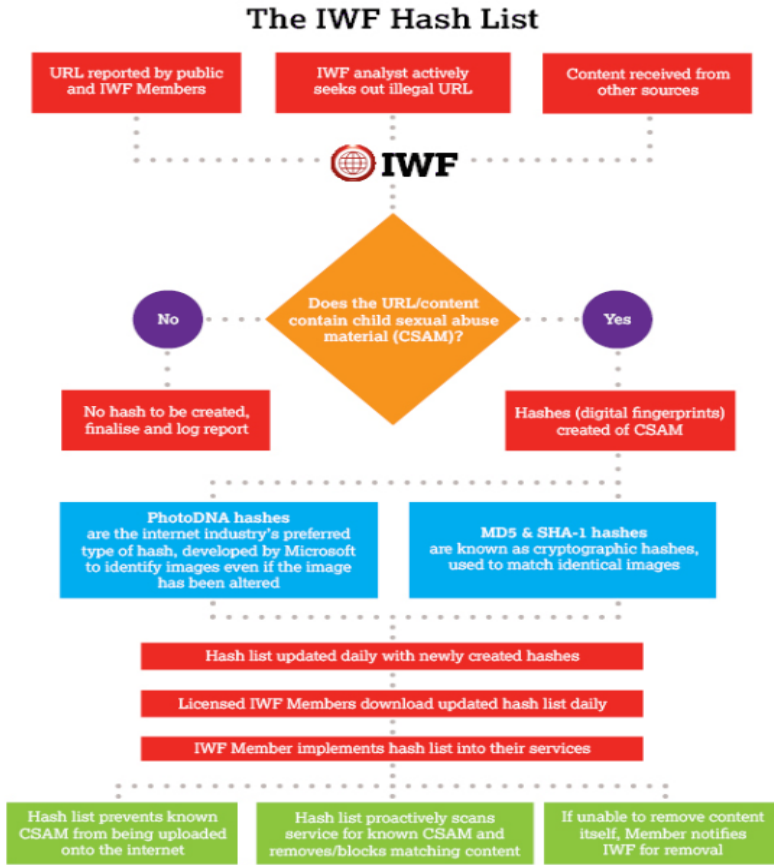 The IWF Hash List
URL reported by public
and IWF Members
IWF analyst actively
seeks out illegal URL
Content received from
other sources
IWF
Does the URL/content
contain child sexual abuse
material (CSAM)?
No
Yes
No hash to be created,
finalise and log report
Hashes (digital fingerprints)
created of CSAM
PhotoDNA hashes
are the internet industry's preferred
type of hash, developed by Microsoft
to identify images even if the image
has been altered
MD5 & SHA-1 hashes
are known as cryptographic hashes,
used to match identical images
Hash list updated daily with newly created hashes
Licensed IWF Members download updated hash list daily
IWF Member implements hash list into their services
Hash list prevents known
CSAM from being uploaded
onto the internet
Hash list proactively scans
service for known CSAM and
removes/blocks matching content
If unable to remove content
itself, Member notifies
IWF for removal